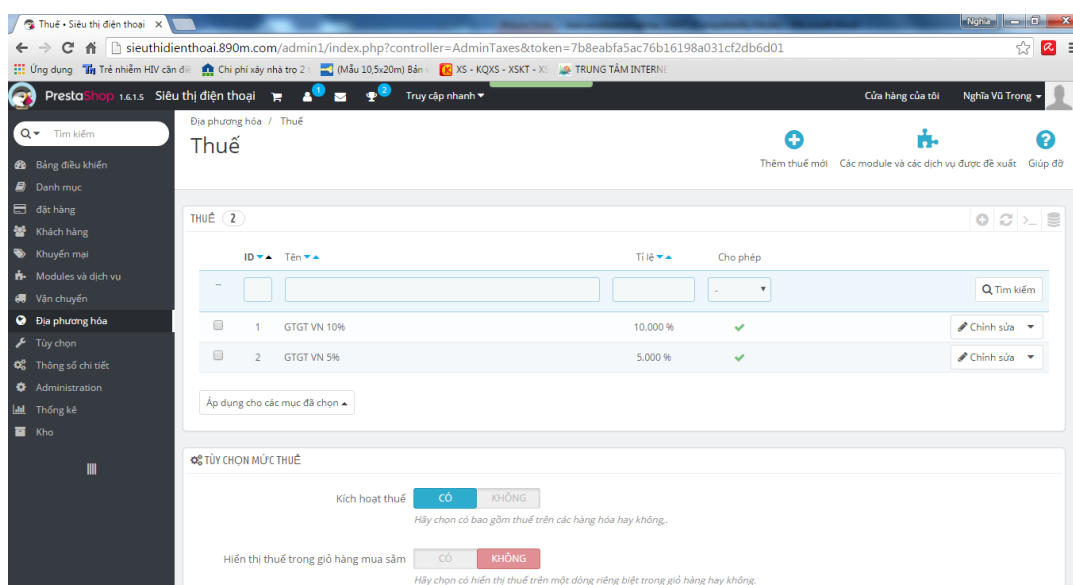 Thuế • Siêu thị điện thoại
Nghĩa
sieuthidienthoai.890m.com/admin1/index.php?controller=AdminTaxes&token=7b8eabfa5ac76b16198a031cf2db6d01
Ứng dụng Trẻ nhiễm HIV cần đi Chi phí xây nhà trọ 2 (Mẫu 10,5x20m) Bán XS - KQXS - XSKT - XS TRUNG TÂM INTERNE
PrestaShop 1.6.1.5 Siêu thị điện thoại 1 2 Truy cập nhanh Cửa hàng của tôi Nghĩa Vũ Trọng
Tìm kiếm
Bảng điều khiển
Danh mục
đặt hàng
Khách hàng
Khuyến mại
Modules và dịch vụ
Vận chuyển
Địa phương hóa
Tùy chọn
Thông số chi tiết
Administration
Thống kê
Kho
Địa phương hóa / Thuế
Thuế
Thêm thuế mới Các module và các dịch vụ được đề xuất Giúp đỡ
THUẾ 2
ID Tên Tỉ lệ Cho phép
-- - Tìm kiếm
1 GTGT VN 10% 10.000 % Chỉnh sửa
2 GTGT VN 5% 5.000 % Chỉnh sửa
Áp dụng cho các mục đã chọn
TÙY CHỌN MỨC THUẾ
Kích hoạt thuế CÓ KHÔNG
Hãy chọn có bao gồm thuế trên các hàng hóa hay không,.
Hiển thị thuế trong giỏ hàng mua sắm CÓ KHÔNG
Hãy chọn có hiển thị thuế trên một dòng riêng biệt trong giỏ hàng hay không.